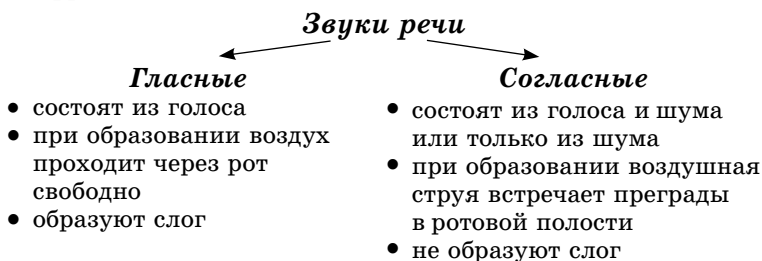 Звуки речи
Гласные
• состоят из голоса
• при образовании воздух
проходит через рот
свободно
• образуют слог
Согласные
• состоят из голоса и шума
или только из шума
• при образовании воздушная
струя встречает преграды
в ротовой полости
• не образуют слог